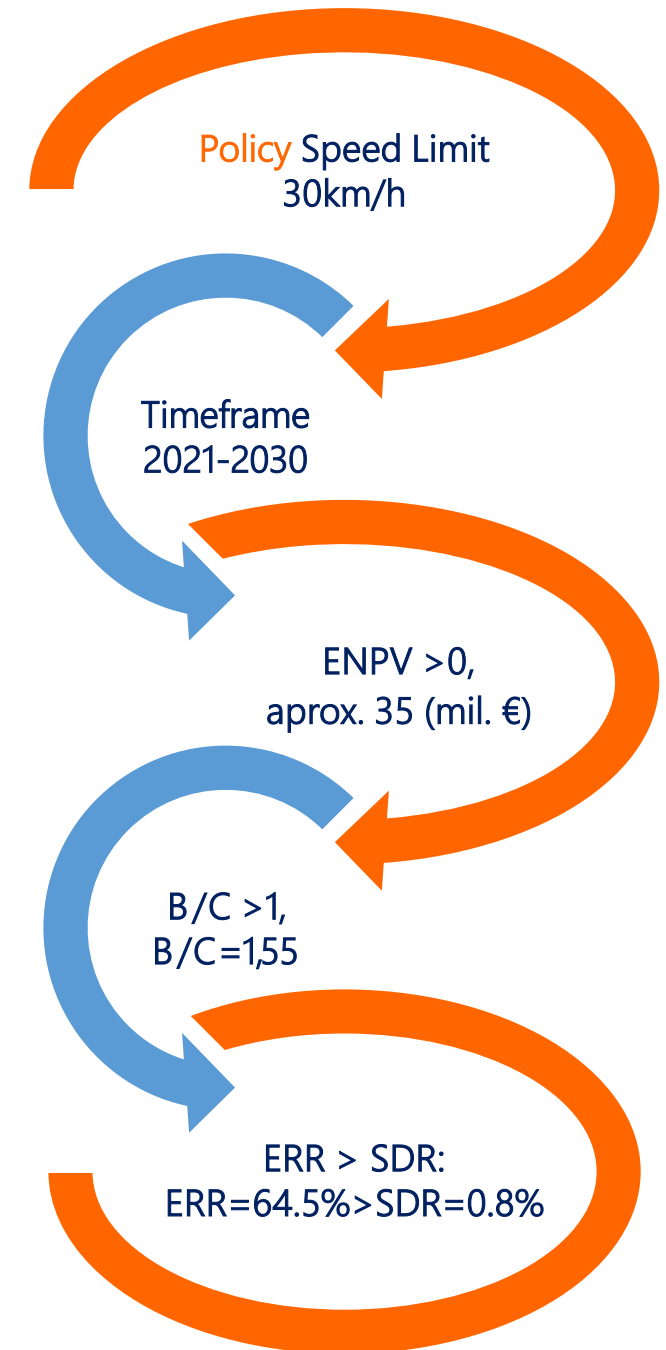 Policy Speed Limit
30km/h
Timeframe
2021-2030
ENPV >0,
aprox. 35 (mil. €)
B/C >1,
B/C=1,55
ERR > SDR:
ERR=64.5%>SDR=0.8%